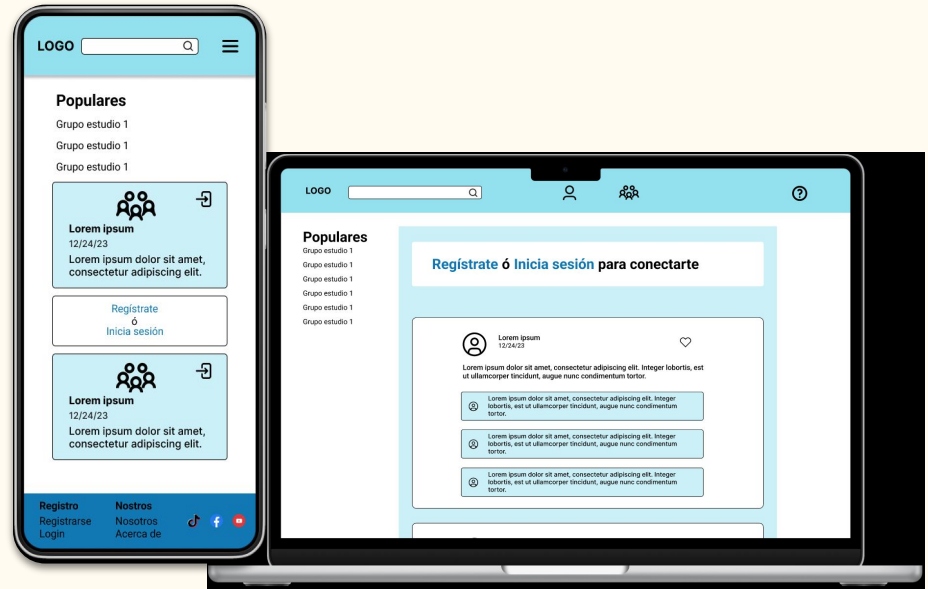 LOGO
Populares
Grupo estudio 1
Grupo estudio 1
Grupo estudio 1
Lorem ipsum
12/24/23
Lorem ipsum dolor sit amet,
consectetur adipiscing elit.
Regístrate
ó
Inicia sesión
Lorem ipsum
12/24/23
Lorem ipsum dolor sit amet,
consectetur adipiscing elit.
Registro
Registrarse
Login
Nostros
Nosotros
Acerca de
LOGO
Populares
Grupo estudio 1
Grupo estudio 1
Grupo estudio 1
Grupo estudio 1
Grupo estudio 1
Grupo estudio 1
Regístrate ó Inicia sesión para conectarte
Lorem ipsum
12/24/23
Lorem ipsum dolor sit amet, consectetur adipiscing elit. Integer lobortis, est
ut ullamcorper tincidunt, augue nunc condimentum tortor.
Lorem ipsum dolor sit amet, consectetur adipiscing elit. Integer
lobortis, est ut ullamcorper tincidunt, augue nunc condimentum
tortor.
Lorem ipsum dolor sit amet, consectetur adipiscing elit. Integer
lobortis, est ut ullamcorper tincidunt, augue nunc condimentum
tortor.
Lorem ipsum dolor sit amet, consectetur adipiscing elit. Integer
lobortis, est ut ullamcorper tincidunt, augue nunc condimentum
tortor.